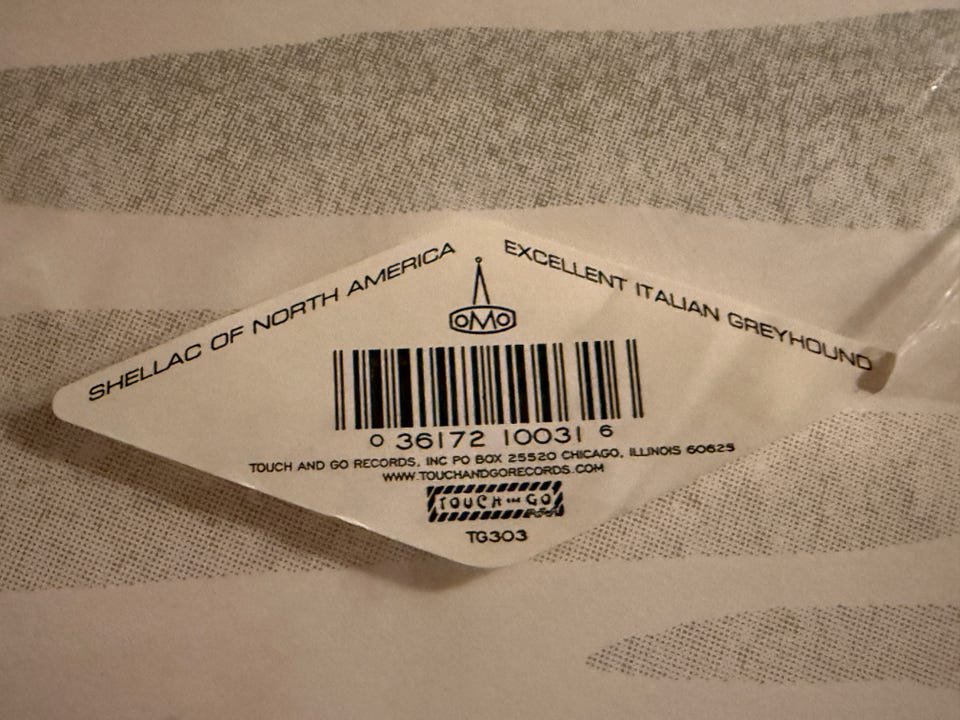 SHELLAC OF NORTH AMERICA
EXCELLENT ITALIAN GREYHOUND
OMO
0 36172 10031 6
TOUCH AND GO RECORDS, INC PO BOX 25520 CHICAGO, ILLINOIS 60625
WWW.TOUCHANDGORECORDS.COM
TOUCH AND GO
TG303